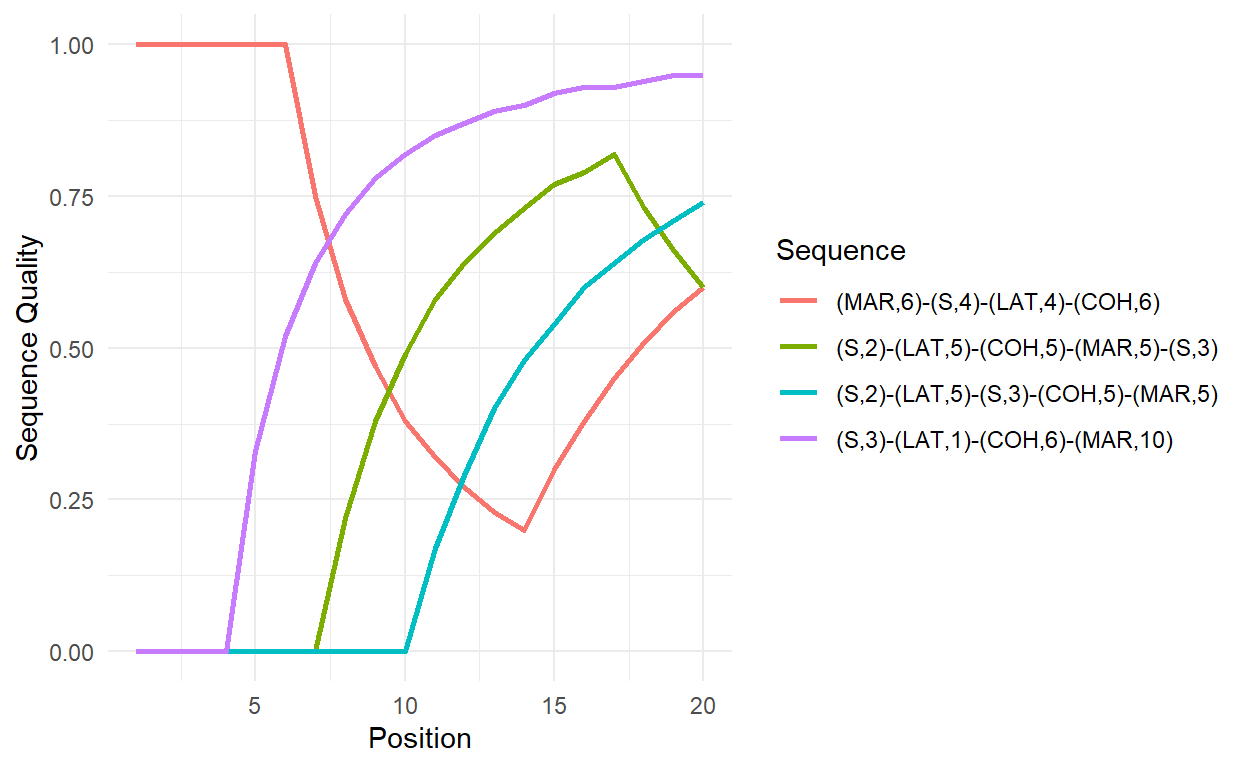 1.00
0.75
0.50
0.25
0.00
Sequence Quality
5 10 15 20
Position
Sequence
(MAR,6)-(S,4)-(LAT,4)-(COH,6)
(S,2)-(LAT,5)-(COH,5)-(MAR,5)-(S,3)
(S,2)-(LAT,5)-(S,3)-(COH,5)-(MAR,5)
(S,3)-(LAT,1)-(COH,6)-(MAR,10)